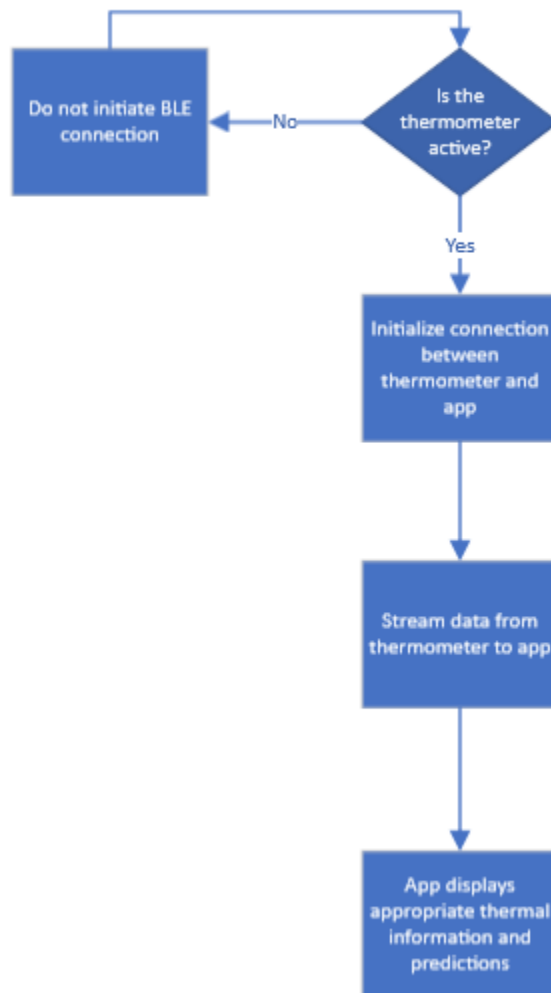 Is the
thermometer
active?
Do not initiate BLE
connection
No
Yes
Initialize connection
between
thermometer and
app
Stream data from
thermometer to app
App displays
appropriate thermal
information and
predictions